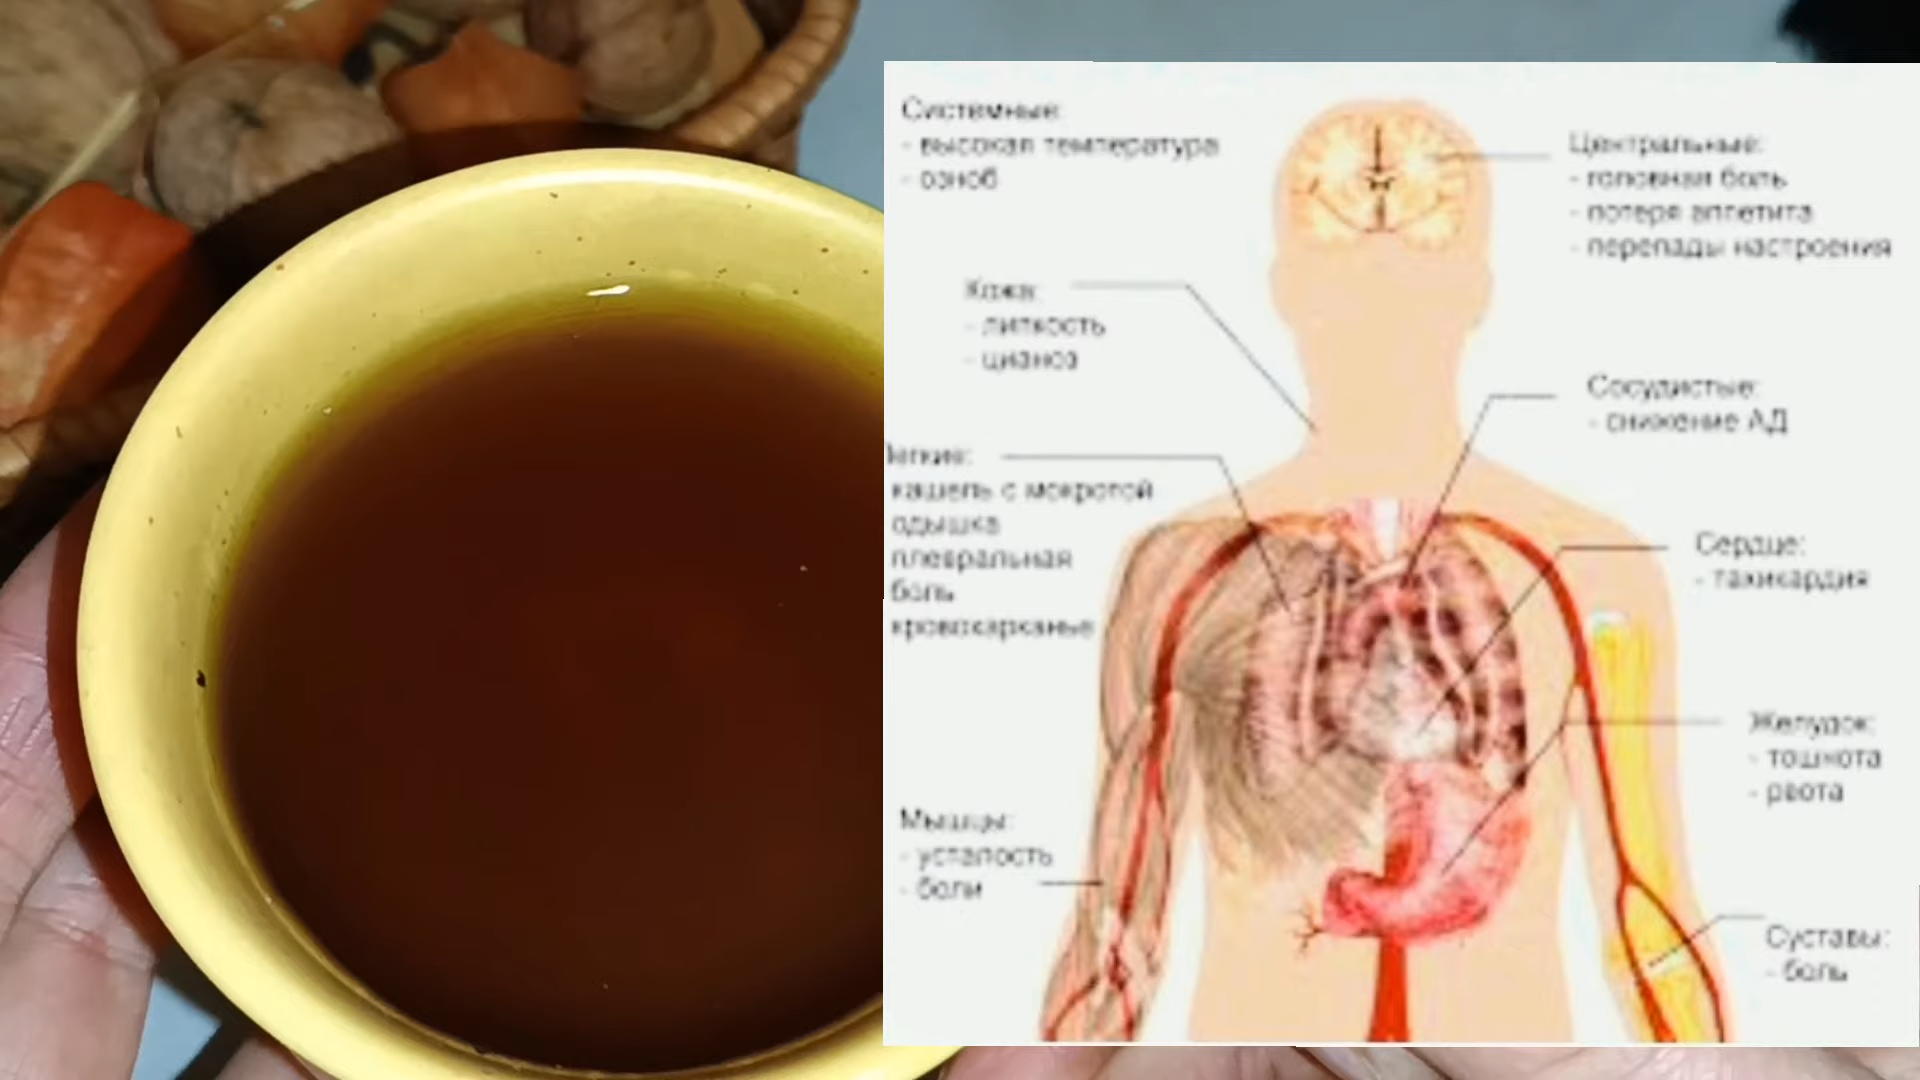 Системные:
- высокая температура
- озноб
Центральные:
- головная боль
- потеря аппетита
- перепады настроения
Кожа:
- липкость
- цианоз
Сосудистые:
- снижение АД
Легкие:
кашель с мокротой
одышка
плевральная
боль
кровохарканье
Сердце:
- тахикардия
Желудок:
- тошнота
- рвота
Мышцы:
- усталость
- боли
Суставы:
- боль